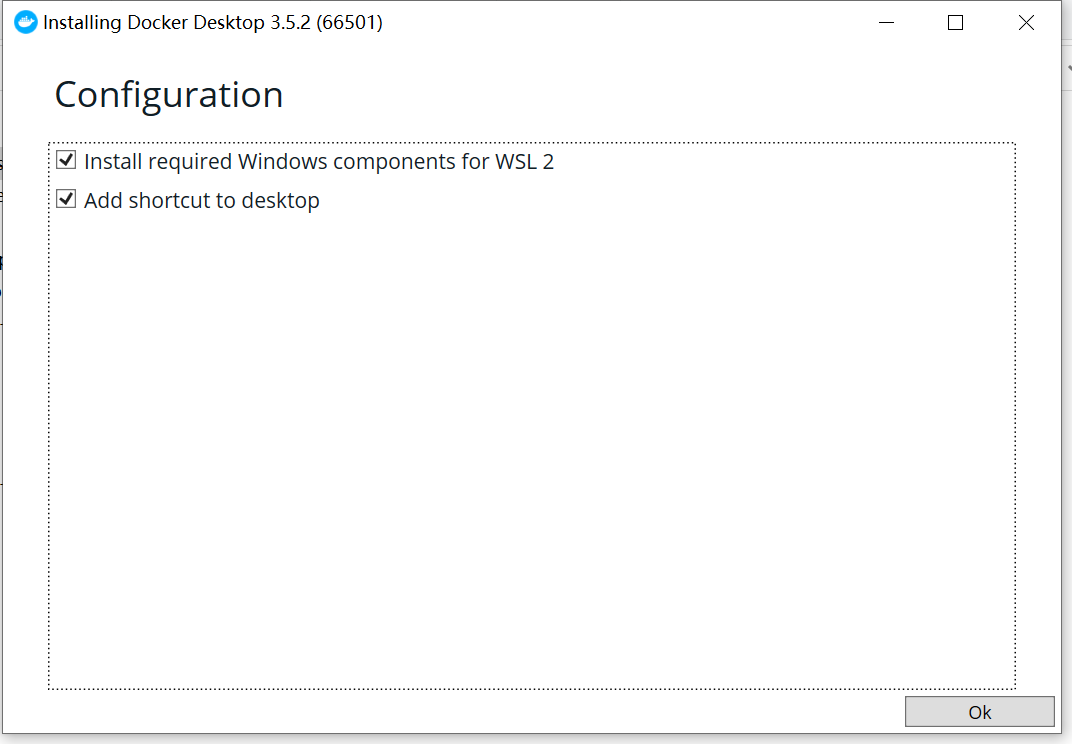 Installing Docker Desktop 3.5.2 (66501)
Configuration
Install required Windows components for WSL 2
Add shortcut to desktop
Ok